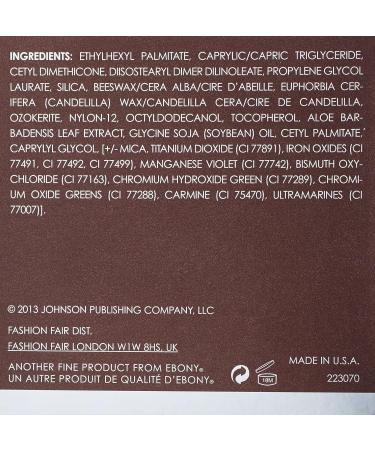 INGREDIENTS: ETHYLHEXYL PALMITATE, CAPRYLIC/CAPRIC TRIGLYCERIDE,
CETYL DIMETHICONE, DIISOSTEARYL DIMER DILINOLEATE, PROPYLENE GLYCOL
LAURATE, SILICA, BEESWAX/CERA ALBA/CIRE D'ABEILLE, EUPHORBIA CER-
IFERA (CANDELILLA) WAX/CANDELILLA CERA/CIRE DE CANDELILLA,
OZOKERITE, NYLON-12, OCTYLDODECANOL, TOCOPHEROL, ALOE BAR-
BADENSIS LEAF EXTRACT, GLYCINE SOJA (SOYBEAN) OIL, CETYL PALMITATE,
CAPRYLYL GLYCOL, [+/- MICA, TITANIUM DIOXIDE (CI 77891), IRON OXIDES (CI
77491, CI 77492, CI 77499), MANGANESE VIOLET (CI 77742), BISMUTH OXY-
CHLORIDE (CI 77163), CHROMIUM HYDROXIDE GREEN (CI 77289), CHROMI-
UM OXIDE GREENS (CI 77288), CARMINE (CI 75470), ULTRAMARINES (CI
77007)].
© 2013 JOHNSON PUBLISHING COMPANY, LLC
FASHION FAIR DIST.
FASHION FAIR LONDON W1W 8HS, UK
ANOTHER FINE PRODUCT FROM EBONY®
UN AUTRE PRODUIT DE QUALITÉ D'EBONY®
18M
MADE IN U.S.A.
223070